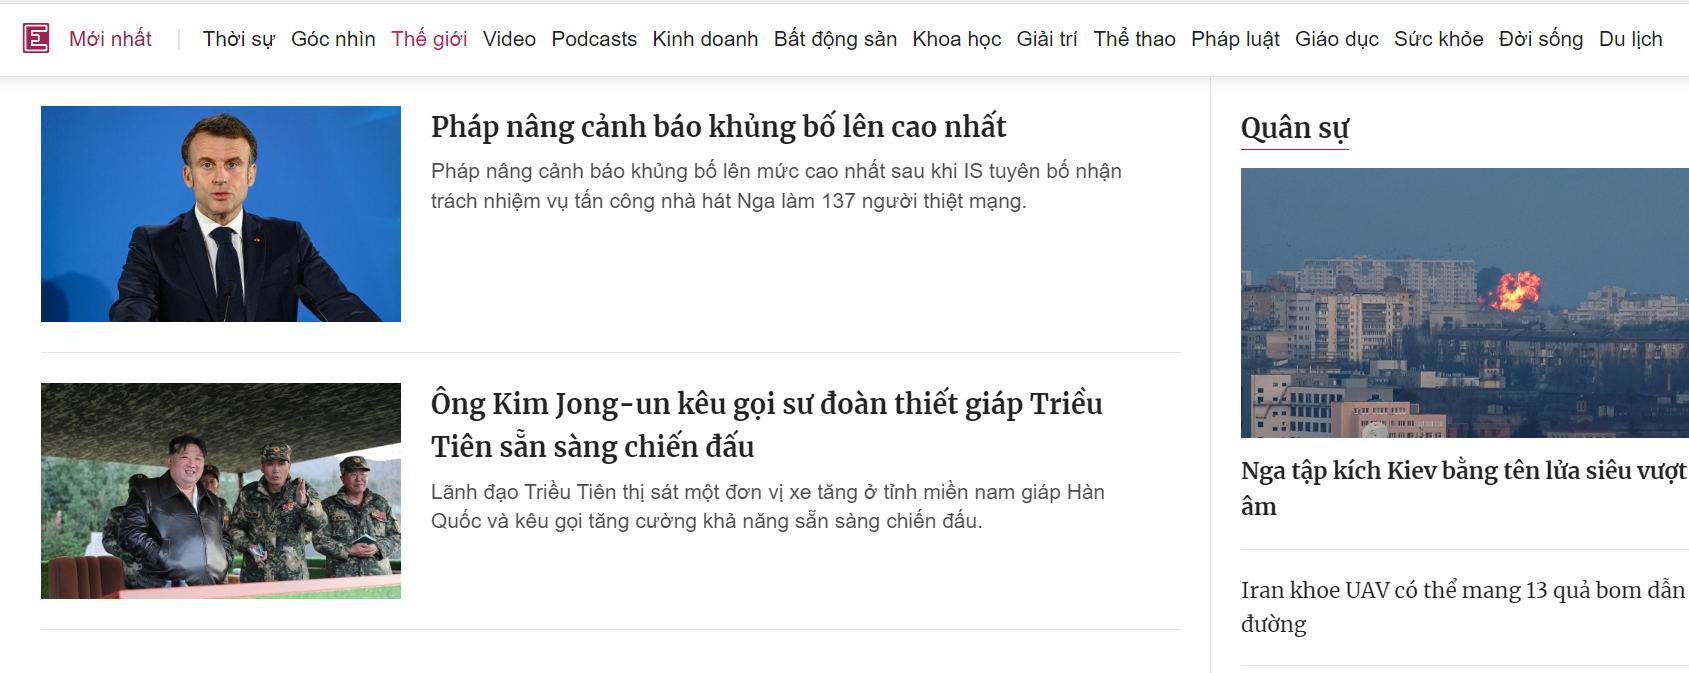 E Mới nhất Thời sự Góc nhìn Thế giới Video Podcasts Kinh doanh Bất động sản Khoa học Giải trí Thể thao Pháp luật Giáo dục Sức khỏe Đời sống Du lịch
Pháp nâng cảnh báo khủng bố lên cao nhất
Pháp nâng cảnh báo khủng bố lên mức cao nhất sau khi IS tuyên bố nhận
trách nhiệm vụ tấn công nhà hát Nga làm 137 người thiệt mạng.
Ông Kim Jong-un kêu gọi sư đoàn thiết giáp Triều
Tiên sẵn sàng chiến đấu
Lãnh đạo Triều Tiên thị sát một đơn vị xe tăng ở tỉnh miền nam giáp Hàn
Quốc và kêu gọi tăng cường khả năng sẵn sàng chiến đấu.
Quân sự
Nga tập kích Kiev bằng tên lửa siêu vượt
âm
Iran khoe UAV có thể mang 13 quả bom dẫn
đường